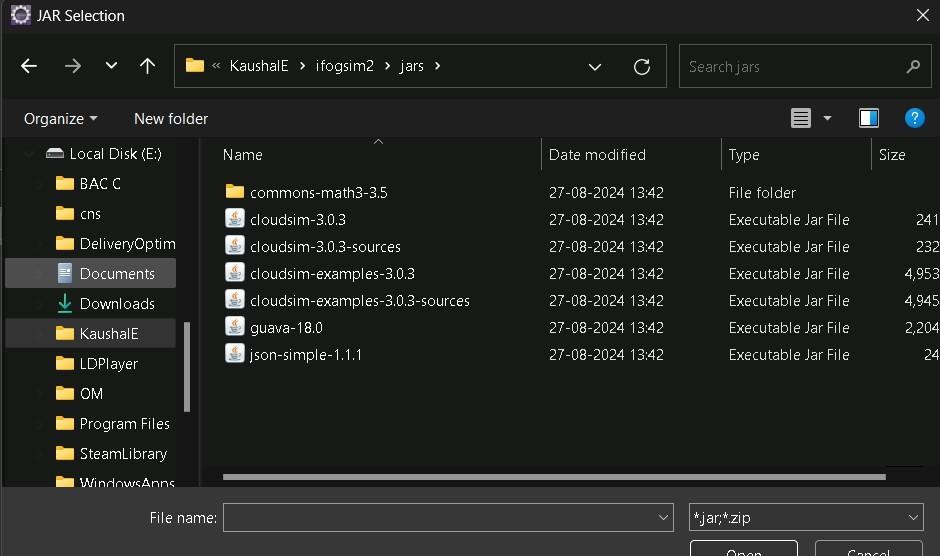 JAR Selection
« KaushalE > ifogsim2 > jars >
Search jars
Organize
New folder
?
Name
Date modified
Type
Size
Local Disk (E:)
BAC C
cns
DeliveryOptim
Documents
Downloads
KaushalE
LDPlayer
OM
Program Files
SteamLibrary
WindowsApps
commons-math3-3.5 27-08-2024 13:42 File folder
cloudsim-3.0.3 27-08-2024 13:42 Executable Jar File 241
cloudsim-3.0.3-sources 27-08-2024 13:42 Executable Jar File 232
cloudsim-examples-3.0.3 27-08-2024 13:42 Executable Jar File 4,953
cloudsim-examples-3.0.3-sources 27-08-2024 13:42 Executable Jar File 4,945
guava-18.0 27-08-2024 13:42 Executable Jar File 2,204
json-simple-1.1.1 27-08-2024 13:42 Executable Jar File 24
File name:
*.jar;*.zip
Open
Cancel